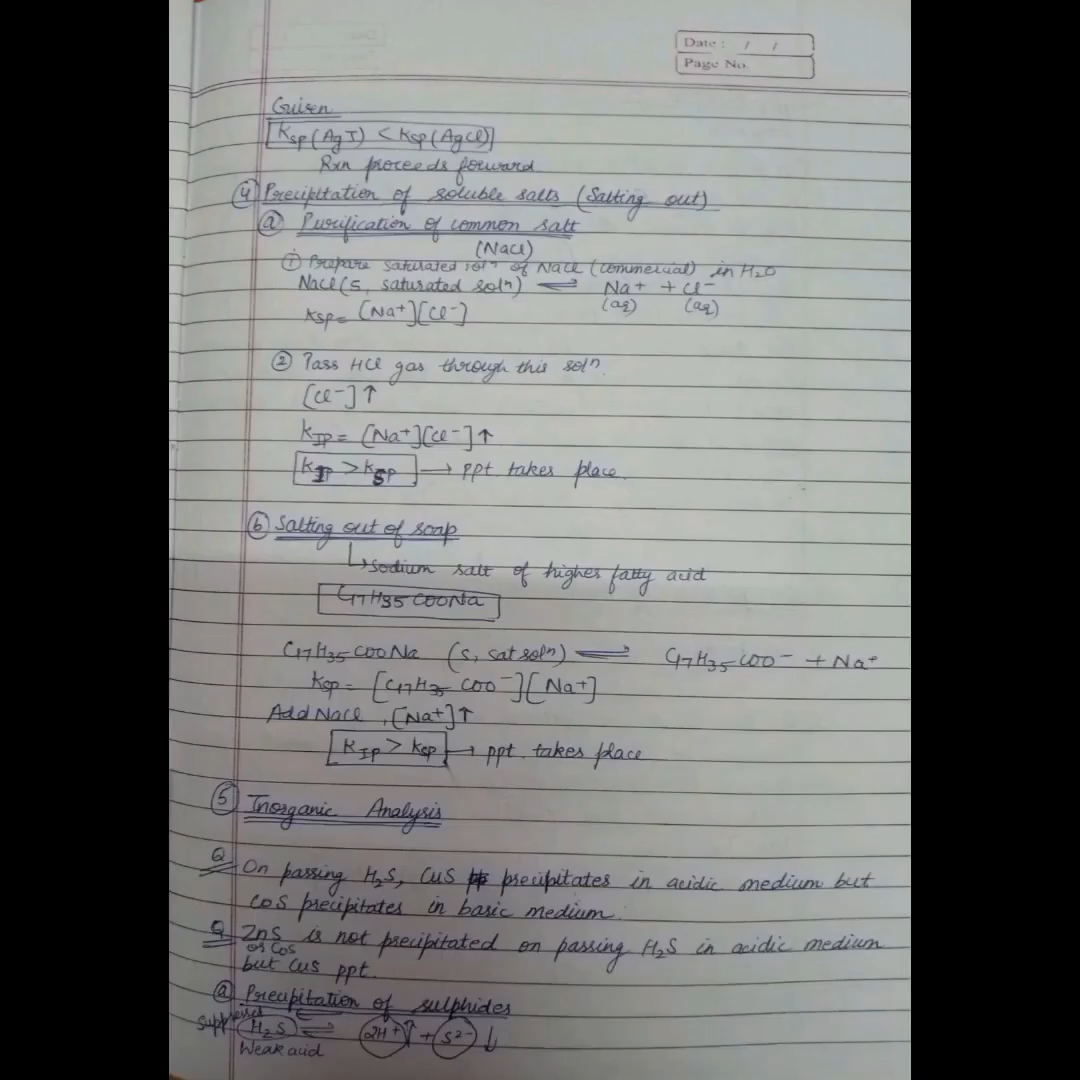 Date : / /
Page No.
Given
Ksp(AgI) < Ksp(AgCl)
Rxn proceeds forward
④ Precipitation of soluble salts (Salting out)
ⓐ Purification of common salt
(NaCl)
① Prepare saturated solⁿ of NaCl (commercial) in H₂O
NaCl(s, saturated solⁿ) ⇌ Na+ + Cl⁻
(aq) (aq)
Ksp = [Na+][Cl⁻]
② Pass HCl gas through this solⁿ.
[Cl⁻]↑
KIP = [Na+][Cl⁻]↑
KIP > KSP → ppt takes place.
ⓑ Salting out of soap
↳ sodium salt of higher fatty acid
C17H35COONa
C17H35COONa (s, sat solⁿ) ⇌ C17H35COO⁻ + Na+
Ksp = [C17H35COO⁻][Na+]
Add NaCl, [Na+]↑
KIP > Ksp → ppt. takes place
⑤ Inorganic Analysis
Q On passing H₂S, CuS precipitates in acidic medium but
CoS precipitates in basic medium.
Q ZnS is not precipitated on passing H₂S in acidic medium
or CoS
but CuS ppt.
ⓐ Precipitation of sulphides
suppressed H₂S ⇌ 2H+↑ + S²⁻↓
Weak acid